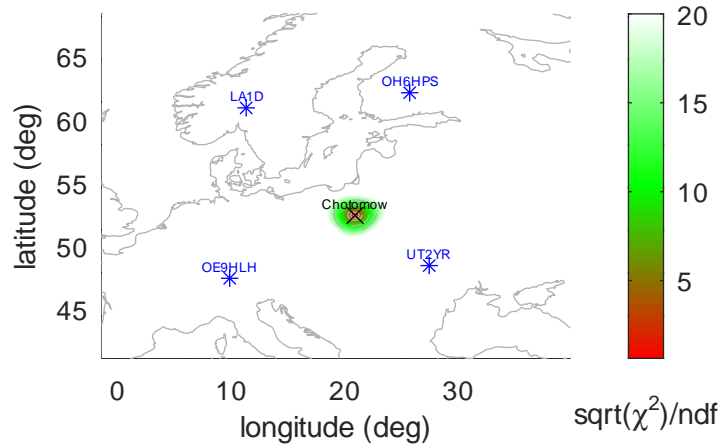 20
65
OH6HPS
LA1D
60
15
latitude (deg)
55
Chotomow
10
50
UT2YR
OE9HLH
5
45
0
10
20
30
longitude (deg)
sqrt(χ²)/ndf